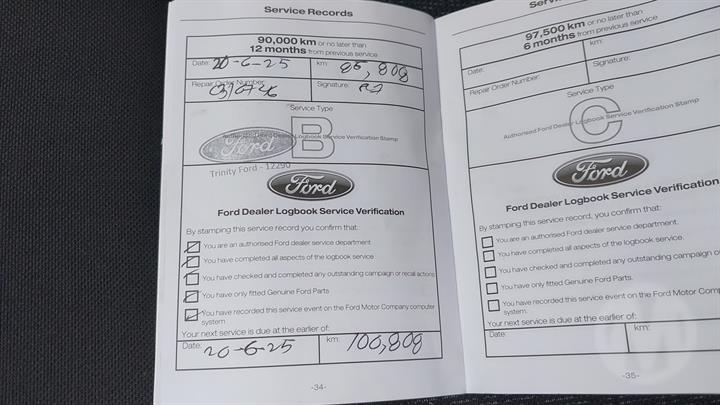 Service Records
90,000 km or no later than
12 months from previous service
Date: 20-6-25 km: 85,808
Repair Order Number:
Signature:
Service Type
B
Authorised Ford Dealer Logbook Service Verification Stamp
Ford
Trinity Ford - 12290
Ford
Ford Dealer Logbook Service Verification
By stamping this service record you confirm that:
You are an authorised Ford dealer service department
You have completed all aspects of the logbook service
You have checked and completed any outstanding campaign or recall actions
You have only fitted Genuine Ford Parts
You have recorded this service event on the Ford Motor Company computer
system.
Your next service is due at the earlier of:
Date: 20-6-25 km: 100,808
-34-
97,500 km or no later than
6 months from previous service
Date: km:
Repair Order Number: Signature:
Service Type
C
Authorised Ford Dealer Logbook Service Verification Stamp
Ford
Ford Dealer Logbook Service Verification
By stamping this service record, you confirm that:
You are an authorised Ford dealer service department.
You have completed all aspects of the logbook service.
You have checked and completed any outstanding campaign o
You have only fitted Genuine Ford Parts.
You have recorded this service event on the Ford Motor Comp
system.
Your next service is due at the earlier of:
Date: km:
-35-